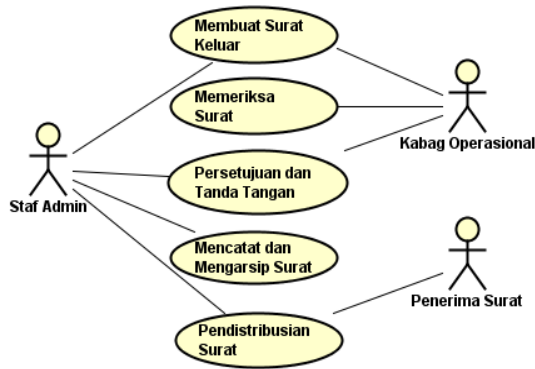 Membuat Surat
Keluar
Memeriksa
Surat
Kabag Operasional
Persetujuan dan
Tanda Tangan
Staf Admin
Mencatat dan
Mengarsip Surat
Penerima Surat
Pendistribusian
Surat